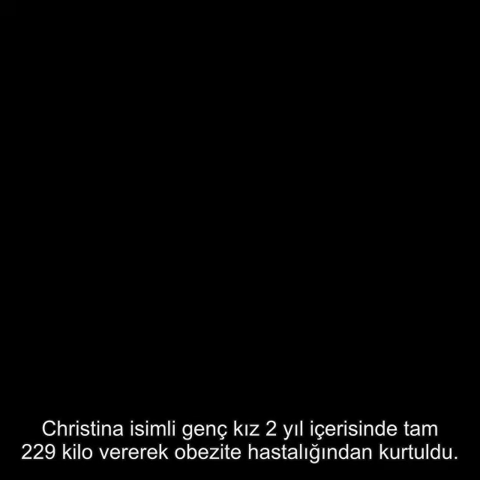 Christina isimli genç kız 2 yıl içerisinde tam
229 kilo vererek obezite hastalığından kurtuldu.